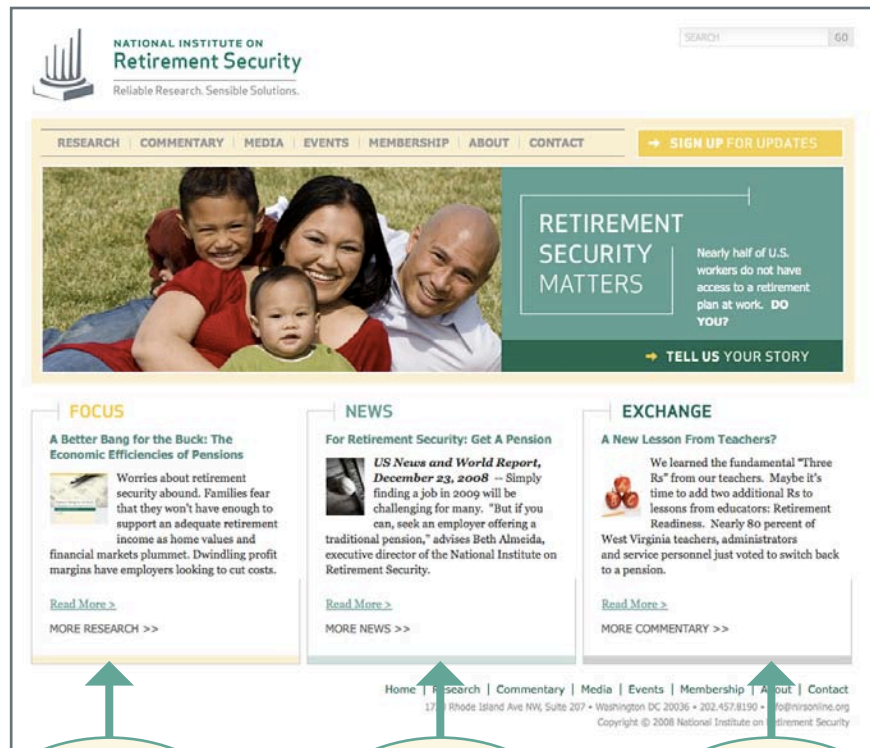 NATIONAL INSTITUTE ON
Retirement Security
Reliable Research. Sensible Solutions.
SEARCH GO
RESEARCH | COMMENTARY | MEDIA | EVENTS | MEMBERSHIP | ABOUT | CONTACT
→ SIGN UP FOR UPDATES
RETIREMENT
SECURITY
MATTERS
Nearly half of U.S.
workers do not have
access to a retirement
plan at work. DO
YOU?
→ TELL US YOUR STORY
FOCUS
A Better Bang for the Buck: The
Economic Efficiencies of Pensions
Worries about retirement
security abound. Families fear
that they won't have enough to
support an adequate retirement
income as home values and
financial markets plummet. Dwindling profit
margins have employers looking to cut costs.
Read More >
MORE RESEARCH >>
NEWS
For Retirement Security: Get A Pension
US News and World Report,
December 23, 2008 -- Simply
finding a job in 2009 will be
challenging for many. "But if you
can, seek an employer offering a
traditional pension," advises Beth Almeida,
executive director of the National Institute on
Retirement Security.
Read More >
MORE NEWS >>
EXCHANGE
A New Lesson From Teachers?
We learned the fundamental "Three
Rs" from our teachers. Maybe it's
time to add two additional Rs to
lessons from educators: Retirement
Readiness. Nearly 80 percent of
West Virginia teachers, administrators
and service personnel just voted to switch back
to a pension.
Read More >
MORE COMMENTARY >>
Home | Research | Commentary | Media | Events | Membership | About | Contact
Rhode Island Ave NW, Suite 207 • Washington DC 20036 • 202.457.8190 • info@nirsonline.org
Copyright © 2008 National Institute on Retirement Security